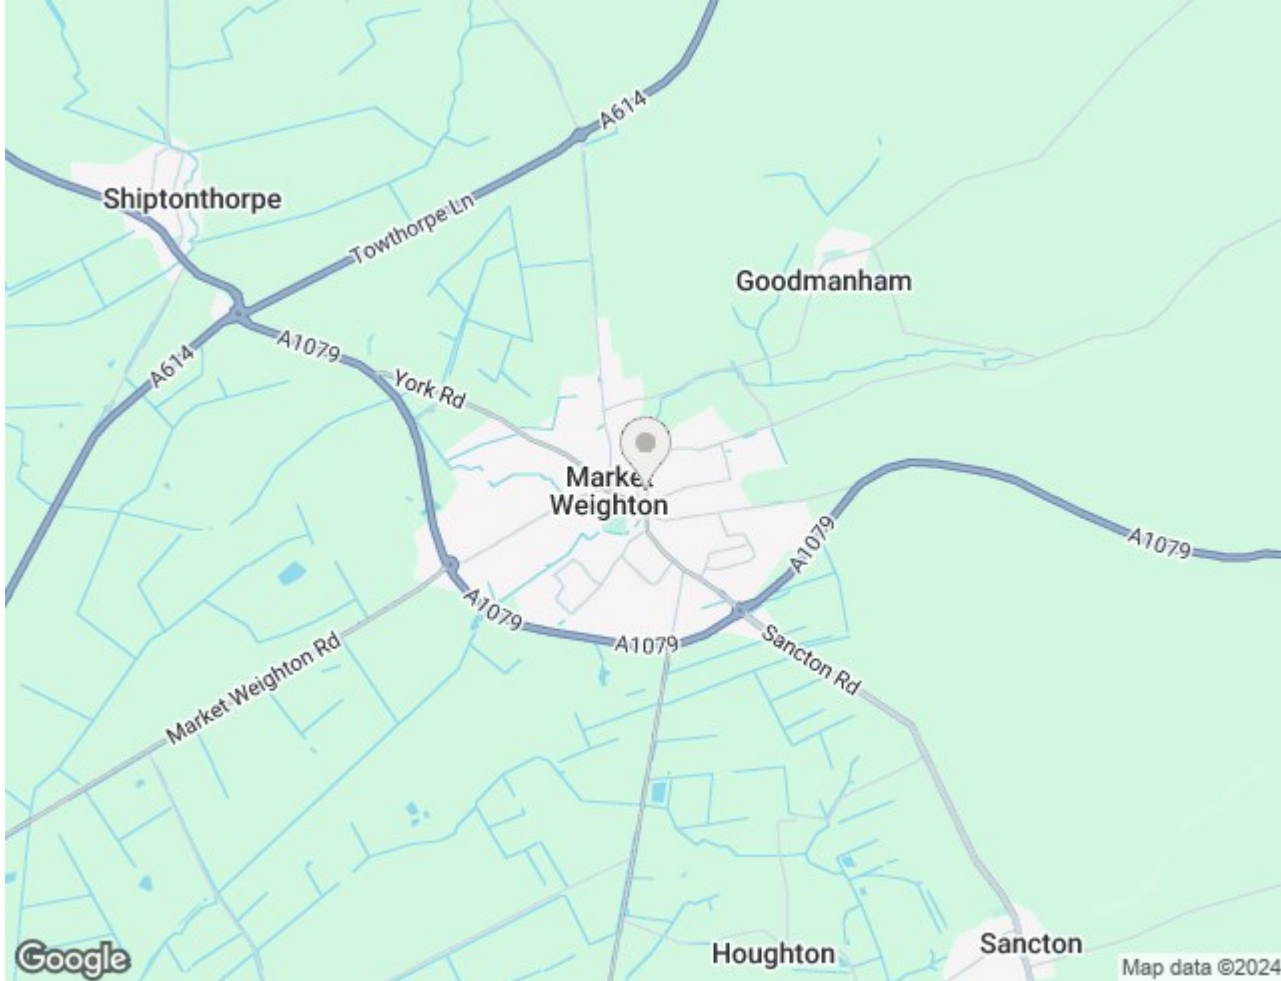 A614
Shiptonthorpe
Towthorpe Ln
Goodmanham
A1079
A614
York Rd
Market
Weighton
A1079
A1079
A1079
A1079
Sancton Rd
Market Weighton Rd
Houghton
Sancton
Google
Map data ©2024